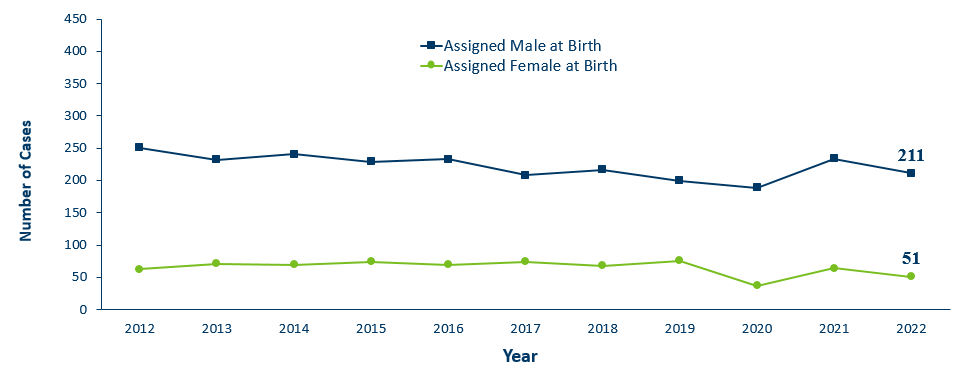 450
400
350
300
250
200
150
100
50
0
Number of Cases
Assigned Male at Birth
Assigned Female at Birth
211
51
2012 2013 2014 2015 2016 2017 2018 2019 2020 2021 2022
Year